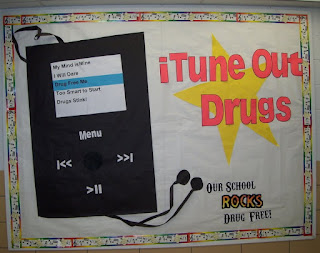 My Mind is Mine
I Will Dare
Drug Free Me
Too Smart to Start
Drugs Stink!
Menu
|<<
>>|
>||
iTune Out
Drugs
Our School
ROCKS
Drug Free!